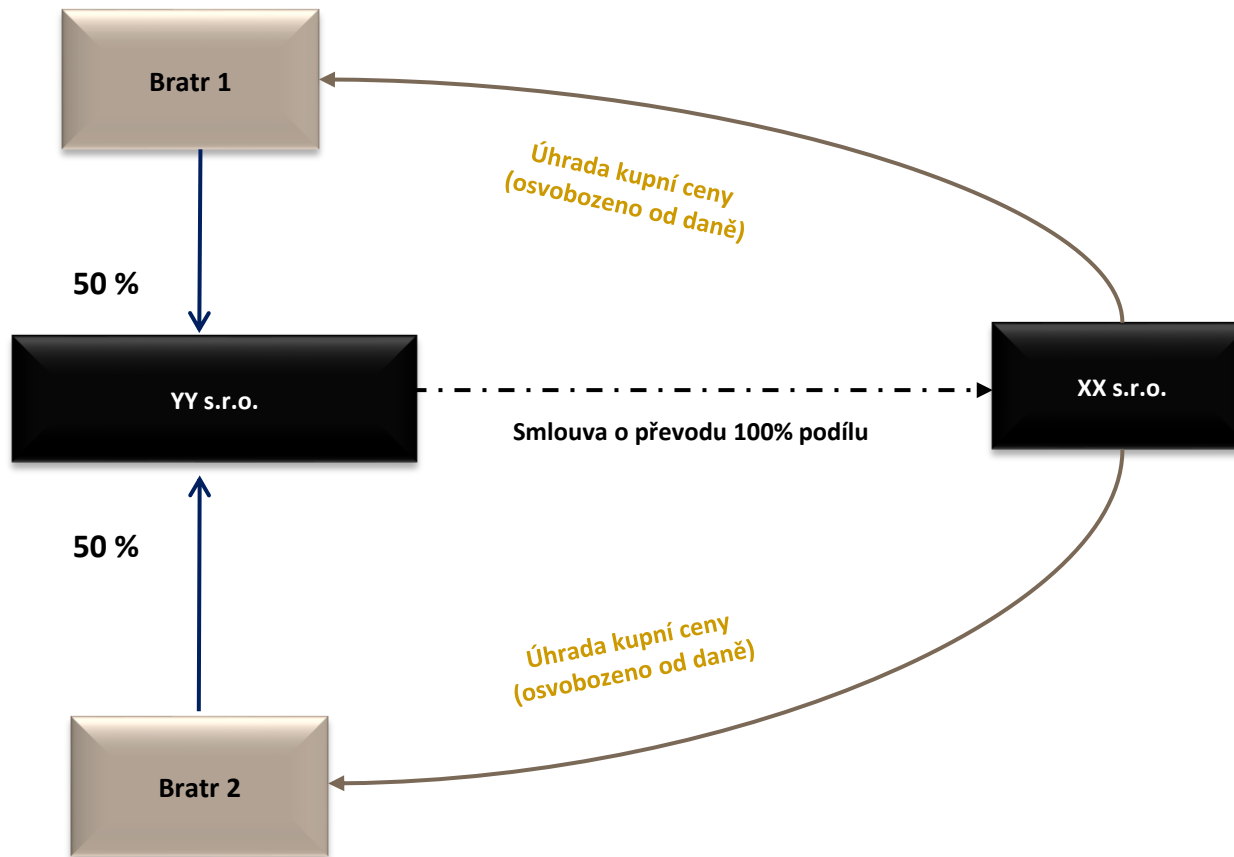 Bratr 1
Úhrada kupní ceny
(osvobozeno od daně)
50 %
YY s.r.o.
XX s.r.o.
Smlouva o převodu 100% podílu
50 %
Úhrada kupní ceny
(osvobozeno od daně)
Bratr 2